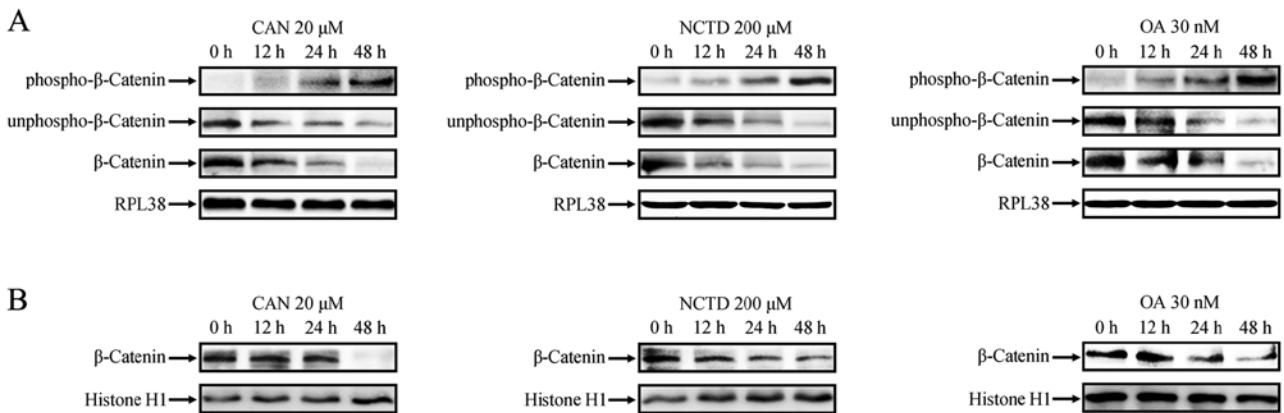 A
CAN 20 μM
0 h 12 h 24 h 48 h
phospho-β-Catenin
unphospho-β-Catenin
β-Catenin
RPL38
NCTD 200 μM
0 h 12 h 24 h 48 h
phospho-β-Catenin
unphospho-β-Catenin
β-Catenin
RPL38
OA 30 nM
0 h 12 h 24 h 48 h
phospho-β-Catenin
unphospho-β-Catenin
β-Catenin
RPL38
B
CAN 20 μM
0 h 12 h 24 h 48 h
β-Catenin
Histone H1
NCTD 200 μM
0 h 12 h 24 h 48 h
β-Catenin
Histone H1
OA 30 nM
0 h 12 h 24 h 48 h
β-Catenin
Histone H1